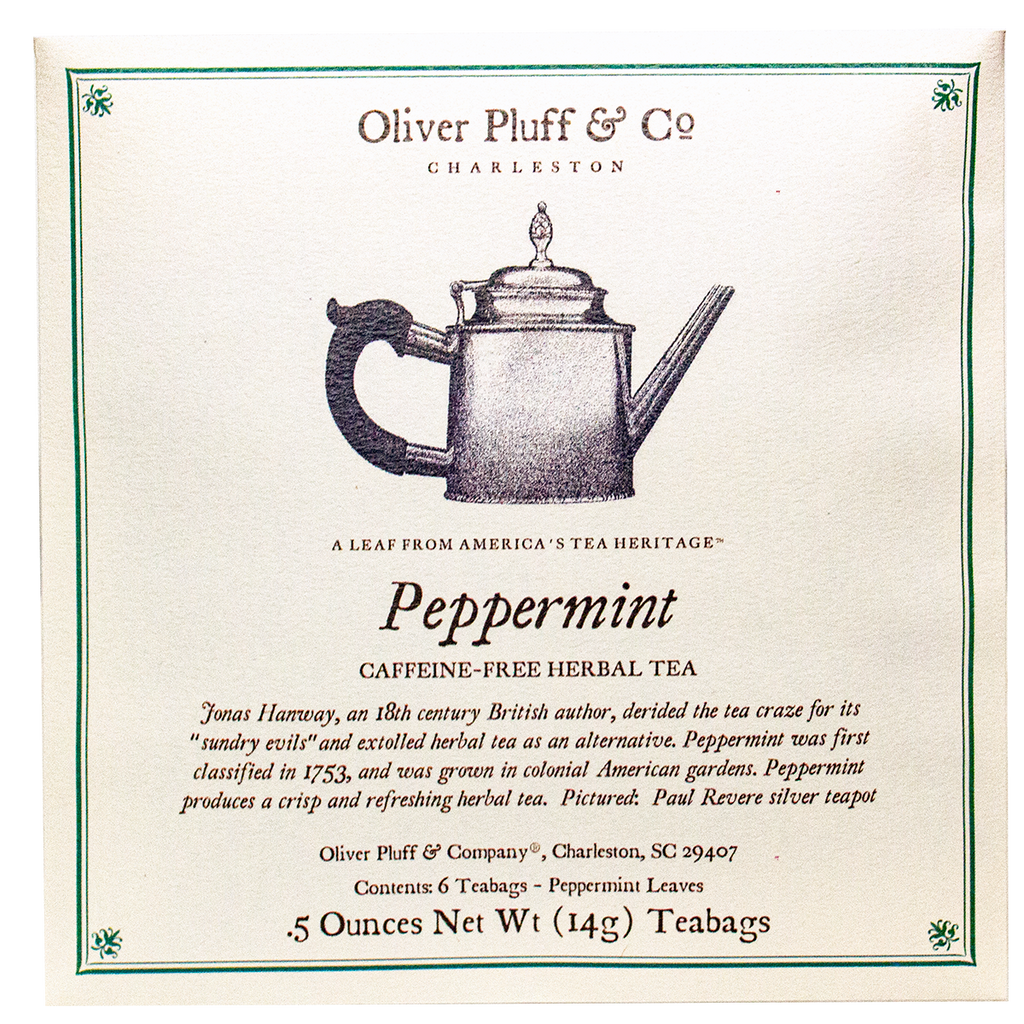 Oliver Pluff & Co
CHARLESTON
A LEAF FROM AMERICA'S TEA HERITAGE™
Peppermint
CAFFEINE-FREE HERBAL TEA
Jonas Hanway, an 18th century British author, derided the tea craze for its
"sundry evils" and extolled herbal tea as an alternative. Peppermint was first
classified in 1753, and was grown in colonial American gardens. Peppermint
produces a crisp and refreshing herbal tea. Pictured: Paul Revere silver teapot
Oliver Pluff & Company®, Charleston, SC 29407
Contents: 6 Teabags - Peppermint Leaves
.5 Ounces Net Wt (14g) Teabags